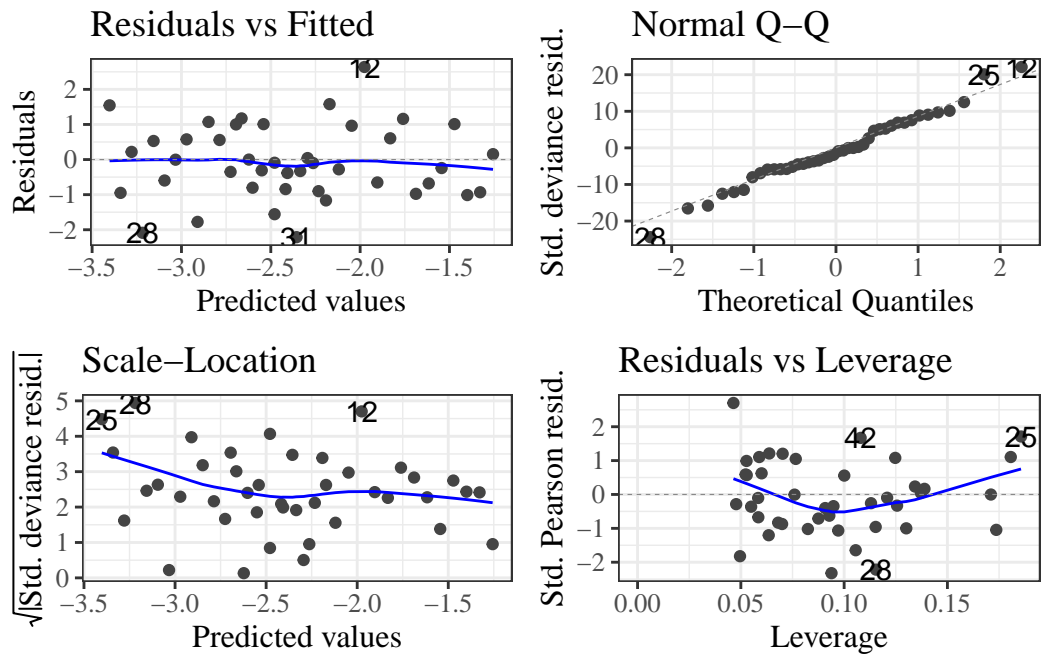 Residuals vs Fitted
Residuals
2
1
0
−1
−2
12
28
31
−3.5 −3.0 −2.5 −2.0 −1.5
Predicted values
Normal Q−Q
Std. deviance resid.
20
10
0
−10
−20
25 12
28
−2 −1 0 1 2
Theoretical Quantiles
Scale−Location
√|Std. deviance resid.|
5
4
3
2
1
0
25 28
12
−3.5 −3.0 −2.5 −2.0 −1.5
Predicted values
Residuals vs Leverage
Std. Pearson resid.
2
1
0
−1
−2
42
25
28
0.00 0.05 0.10 0.15
Leverage